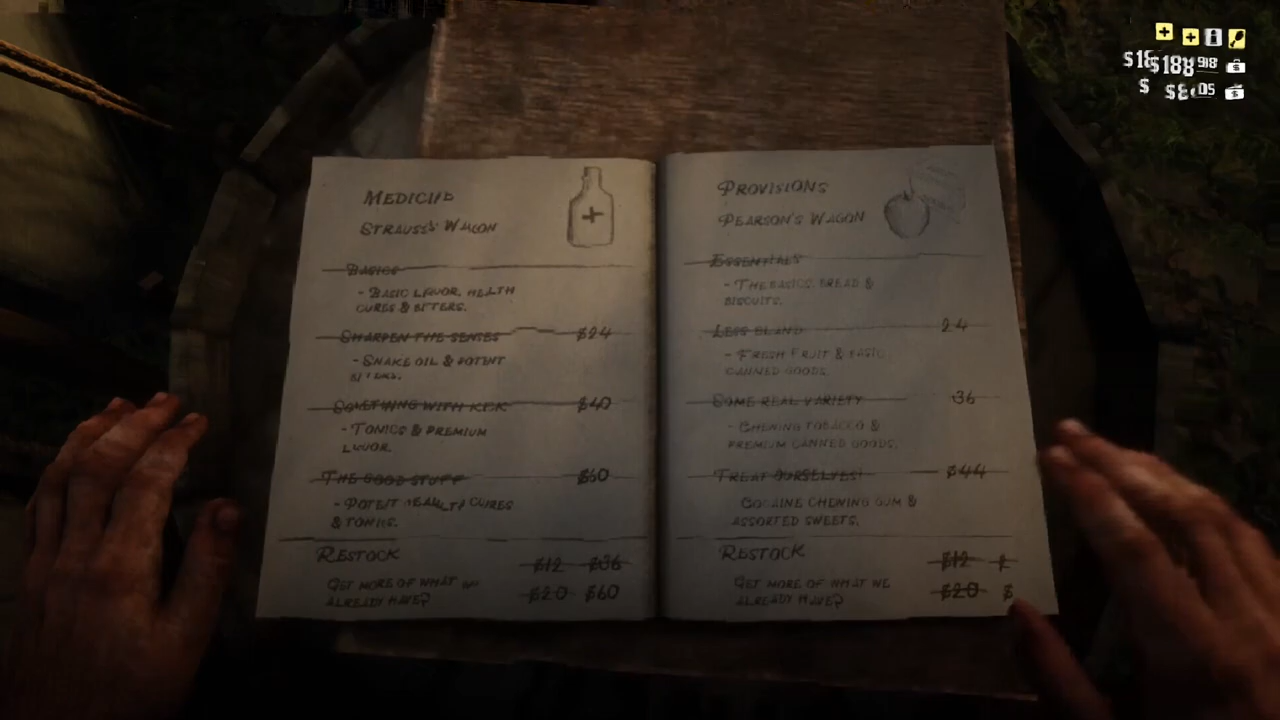 MEDICINE
STRAUSS' WAGON
BASICS
- BASIC LIQUOR, HEALTH
CURES & BITTERS.
SHARPEN THE SENSES $24
- SNAKE OIL & POTENT
BITTERS.
SOMETHING WITH KICK $40
- TONICS & PREMIUM
LIQUOR.
THE GOOD STUFF $60
- POTENT HEALTH CURES
& TONICS.
RESTOCK $12 $36
GET MORE OF WHAT WE $20 $60
ALREADY HAVE?
PROVISIONS
PEARSON'S WAGON
ESSENTIALS
- THE BASICS. BREAD &
BISCUITS.
LESS BLAND 24
- FRESH FRUIT & BASIC
CANNED GOODS.
SOME REAL VARIETY 36
- CHEWING TOBACCO &
PREMIUM CANNED GOODS.
TREAT OURSELVES! $44
COCAINE CHEWING GUM &
ASSORTED SWEETS.
RESTOCK $12
GET MORE OF WHAT WE $20
ALREADY HAVE?